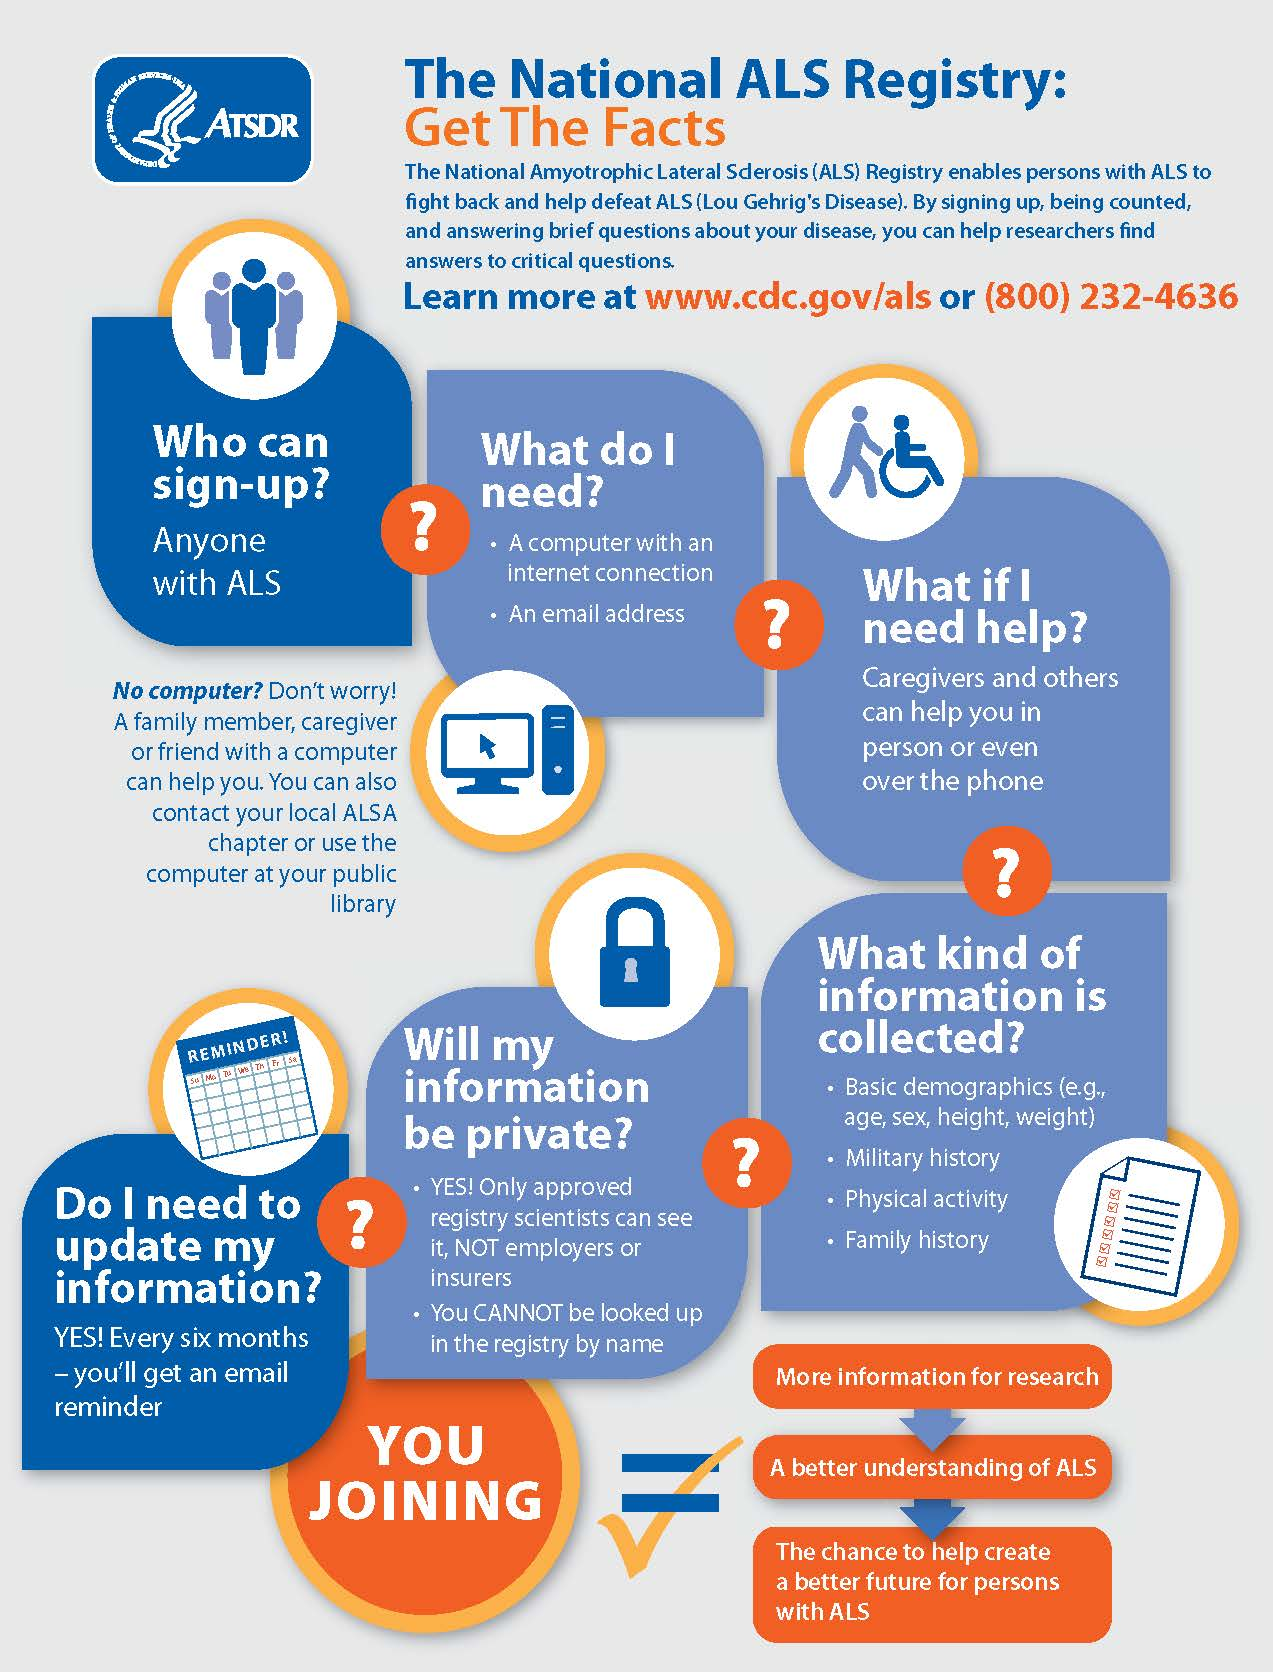 DEPARTMENT OF HEALTH & HUMAN SERVICES · USA
ATSDR
The National ALS Registry:
Get The Facts
The National Amyotrophic Lateral Sclerosis (ALS) Registry enables persons with ALS to
fight back and help defeat ALS (Lou Gehrig's Disease). By signing up, being counted,
and answering brief questions about your disease, you can help researchers find
answers to critical questions.
Learn more at www.cdc.gov/als or (800) 232-4636
Who can
sign-up?
Anyone
with ALS
?
What do I
need?
• A computer with an
internet connection
• An email address
?
What if I
need help?
Caregivers and others
can help you in
person or even
over the phone
No computer? Don't worry!
A family member, caregiver
or friend with a computer
can help you. You can also
contact your local ALSA
chapter or use the
computer at your public
library
?
What kind of
information is
collected?
• Basic demographics (e.g.,
age, sex, height, weight)
• Military history
• Physical activity
• Family history
?
Will my
information
be private?
• YES! Only approved
registry scientists can see
it, NOT employers or
insurers
• You CANNOT be looked up
in the registry by name
?
REMINDER!
Su Mo Tu We Th Fr Sa
Do I need to
update my
information?
YES! Every six months
– you'll get an email
reminder
YOU
JOINING
=
More information for research
A better understanding of ALS
The chance to help create
a better future for persons
with ALS